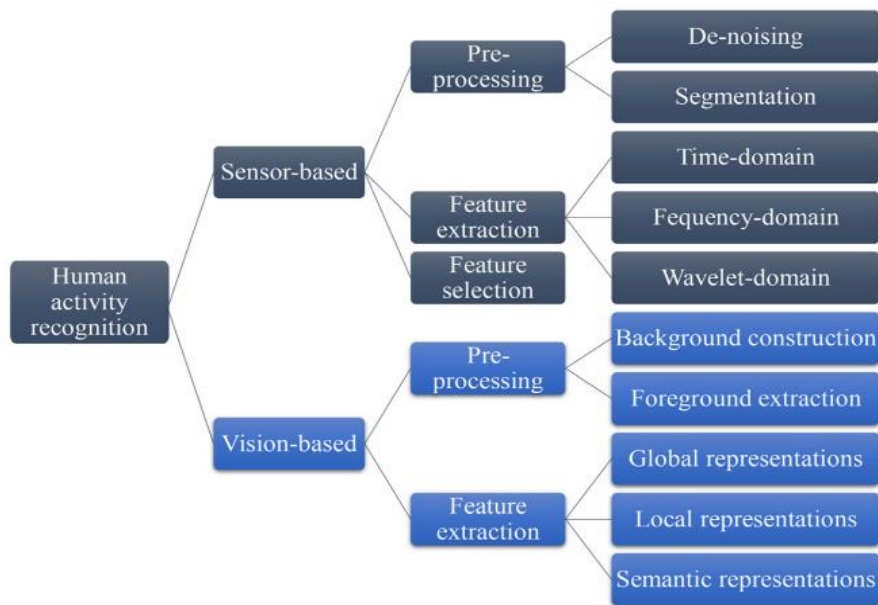 Human
activity
recognition
Sensor-based
Pre-
processing
De-noising
Segmentation
Feature
extraction
Time-domain
Fequency-domain
Wavelet-domain
Feature
selection
Vision-based
Pre-
processing
Background construction
Foreground extraction
Feature
extraction
Global representations
Local representations
Semantic representations